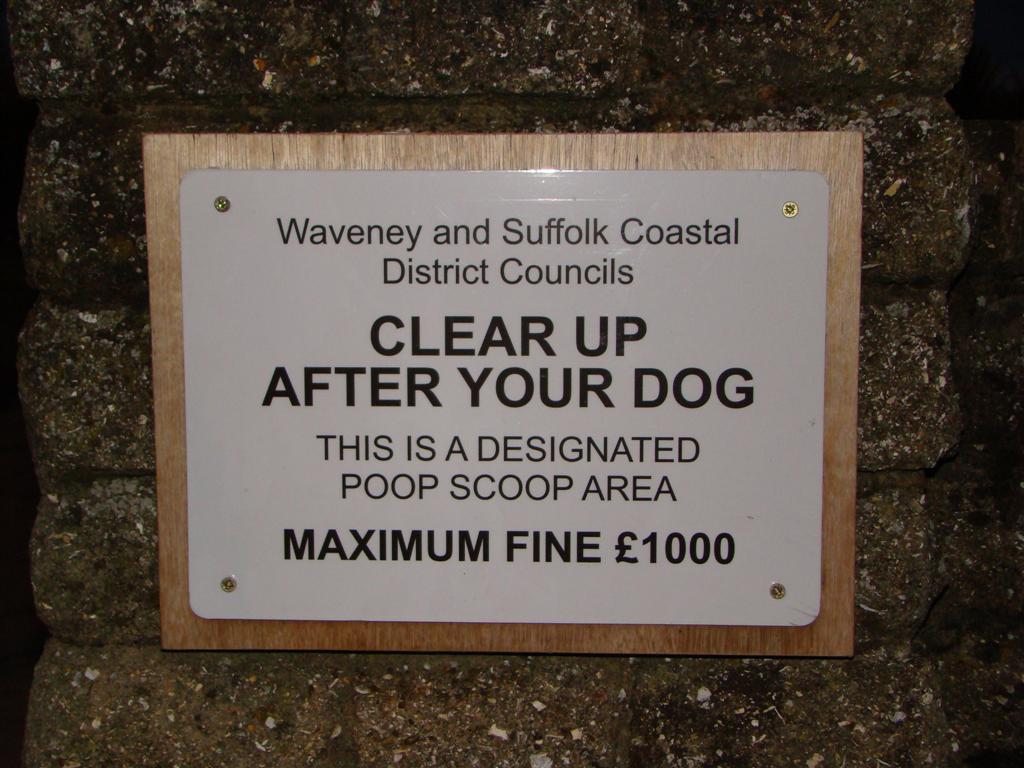 Waveney and Suffolk Coastal
District Councils
CLEAR UP
AFTER YOUR DOG
THIS IS A DESIGNATED
POOP SCOOP AREA
MAXIMUM FINE £1000